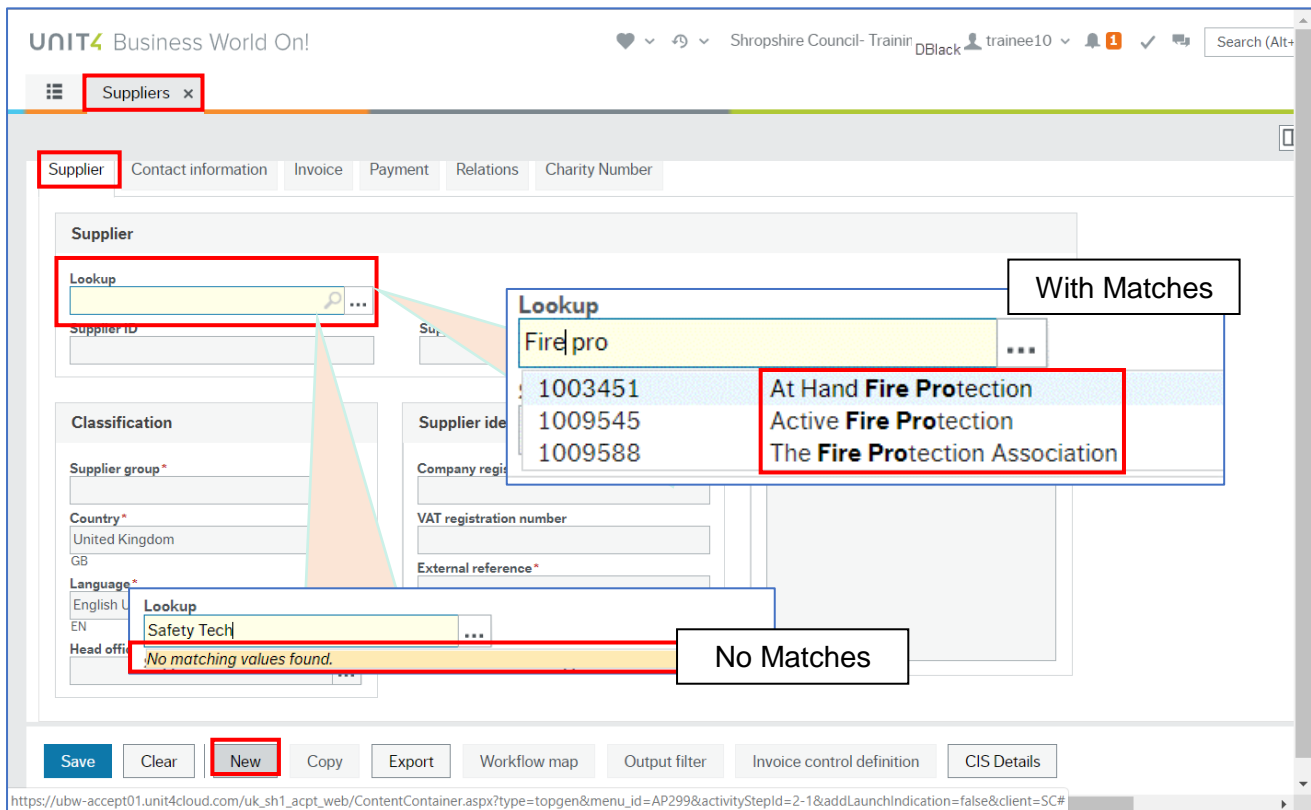 UNIT4 Business World On!
Shropshire Council- Trainin DBlack trainee10 1 Search (Alt+
Suppliers ×
Supplier Contact information Invoice Payment Relations Charity Number
Supplier
Lookup
...
Supplier ID
With Matches
Lookup
Fire pro ...
1003451 At Hand Fire Protection
1009545 Active Fire Protection
1009588 The Fire Protection Association
Classification
Supplier group*
Country*
United Kingdom
GB
Language*
English U
EN
Head offi
...
Supplier ide
Company regis
VAT registration number
External reference*
Lookup
Safety Tech ...
No matching values found.
No Matches
Save Clear New Copy Export Workflow map Output filter Invoice control definition CIS Details
https://ubw-accept01.unit4cloud.com/uk_sh1_acpt_web/ContentContainer.aspx?type=topgen&menu_id=AP299&activityStepId=2-1&addLaunchIndication=false&client=SC#